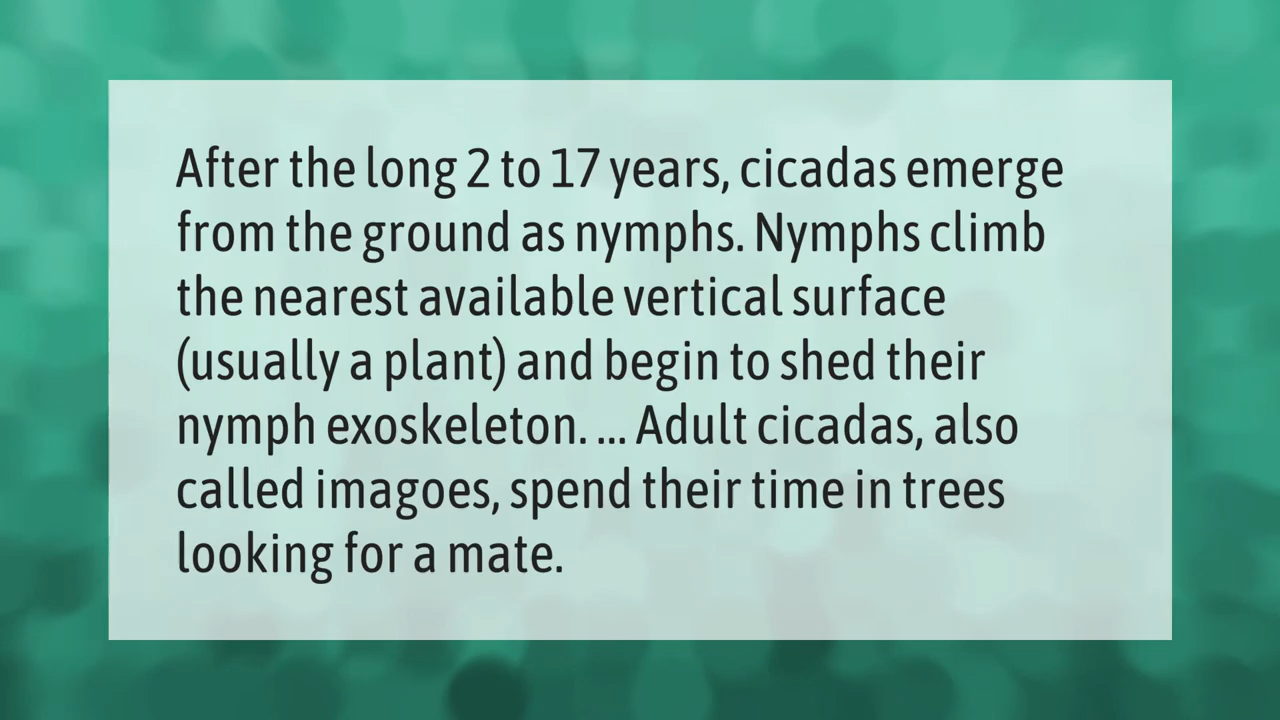 After the long 2 to 17 years, cicadas emerge
from the ground as nymphs. Nymphs climb
the nearest available vertical surface
(usually a plant) and begin to shed their
nymph exoskeleton. ... Adult cicadas, also
called imagoes, spend their time in trees
looking for a mate.